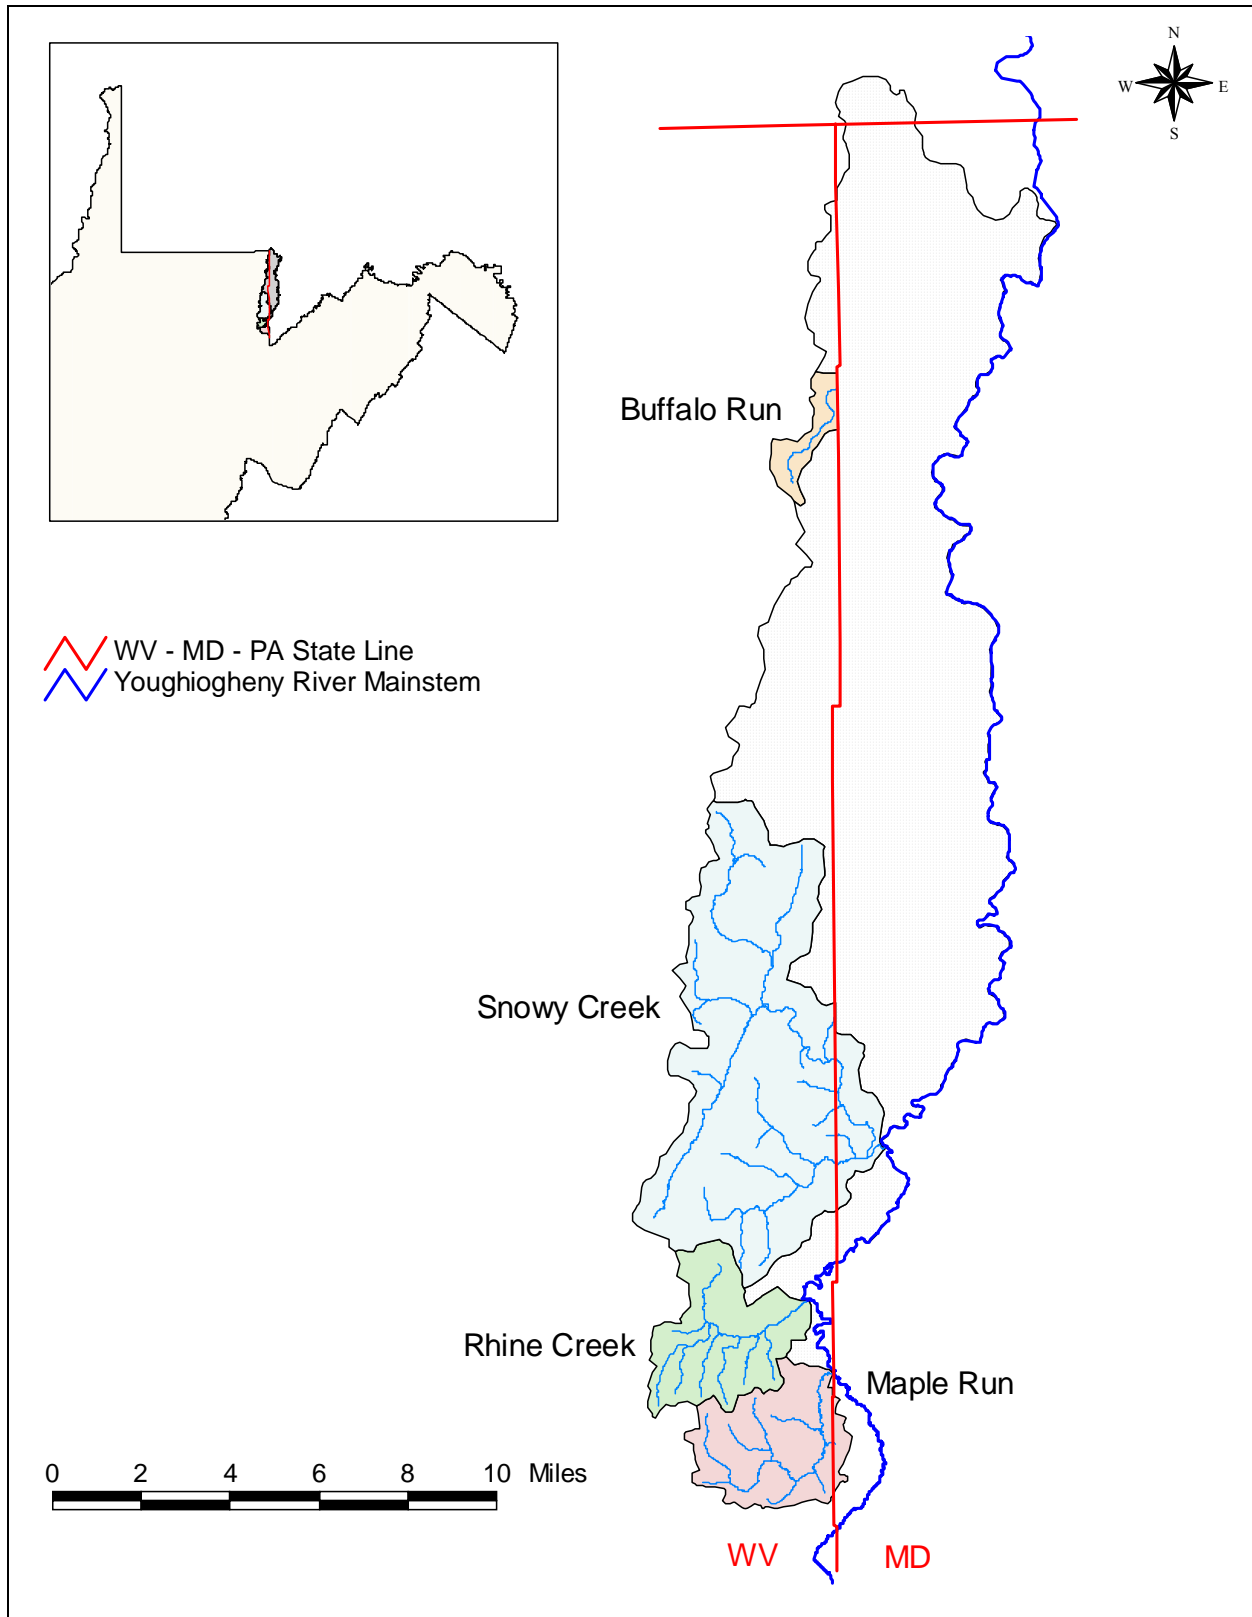 N
W E
S
Buffalo Run
WV - MD - PA State Line
Youghiogheny River Mainstem
Snowy Creek
Rhine Creek
Maple Run
0 2 4 6 8 10 Miles
WV MD